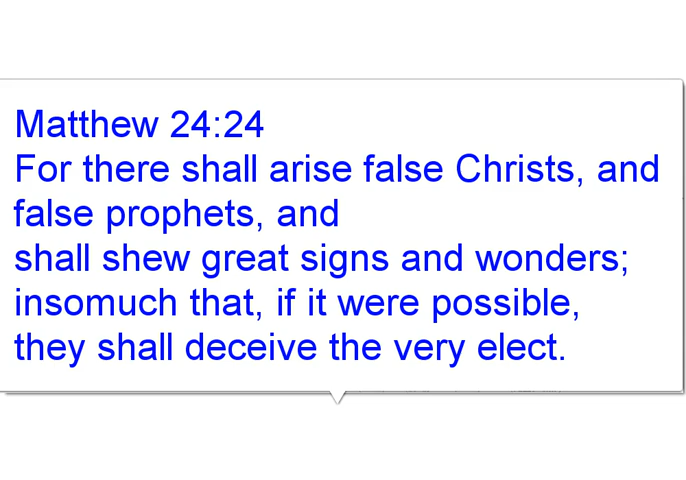 Matthew 24:24
For there shall arise false Christs, and
false prophets, and
shall shew great signs and wonders;
insomuch that, if it were possible,
they shall deceive the very elect.